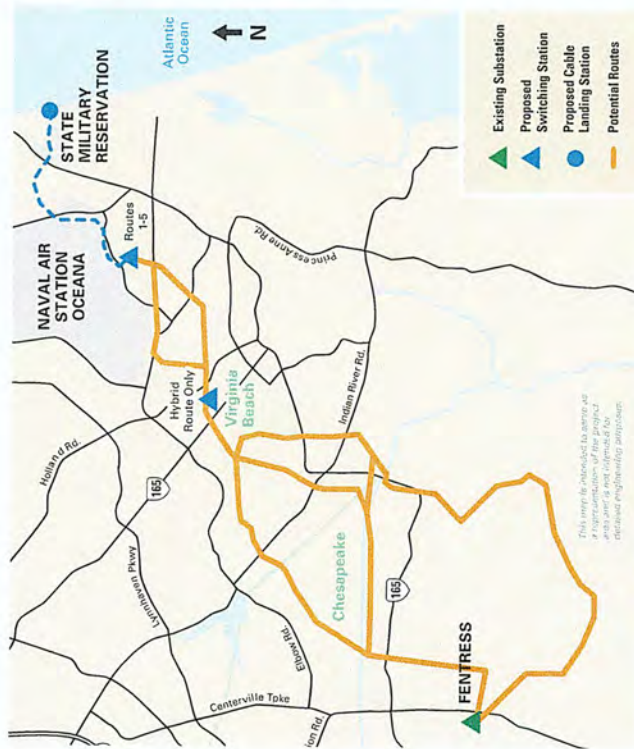 Atlantic
Ocean
N
STATE
MILITARY
RESERVATION
NAVAL AIR
STATION
OCEANA
Routes
1-5
Hybrid
Route Only
Virginia
Beach
Holland Rd.
165
Lynnhaven Pkwy
Princess Anne Rd.
Indian River Rd.
Elbow Rd.
Centerville Tpke
ion Rd.
Chesapeake
165
FENTRESS
Existing Substation
Proposed
Switching Station
Proposed Cable
Landing Station
Potential Routes
This map is intended to serve as
a representation of the project
area and is not intended for
detailed engineering purposes.